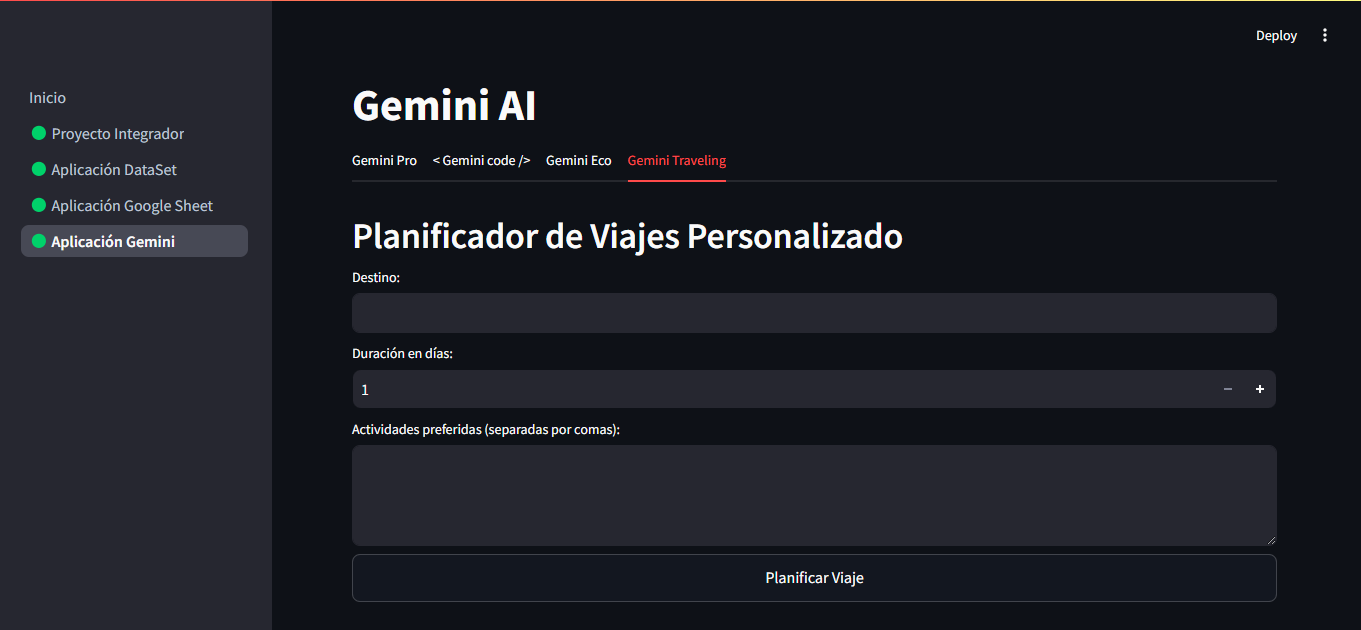 Deploy
Inicio
Proyecto Integrador
Aplicación DataSet
Aplicación Google Sheet
Aplicación Gemini
Gemini AI
Gemini Pro < Gemini code /> Gemini Eco Gemini Traveling
Planificador de Viajes Personalizado
Destino:
Duración en días:
1
Actividades preferidas (separadas por comas):
Planificar Viaje